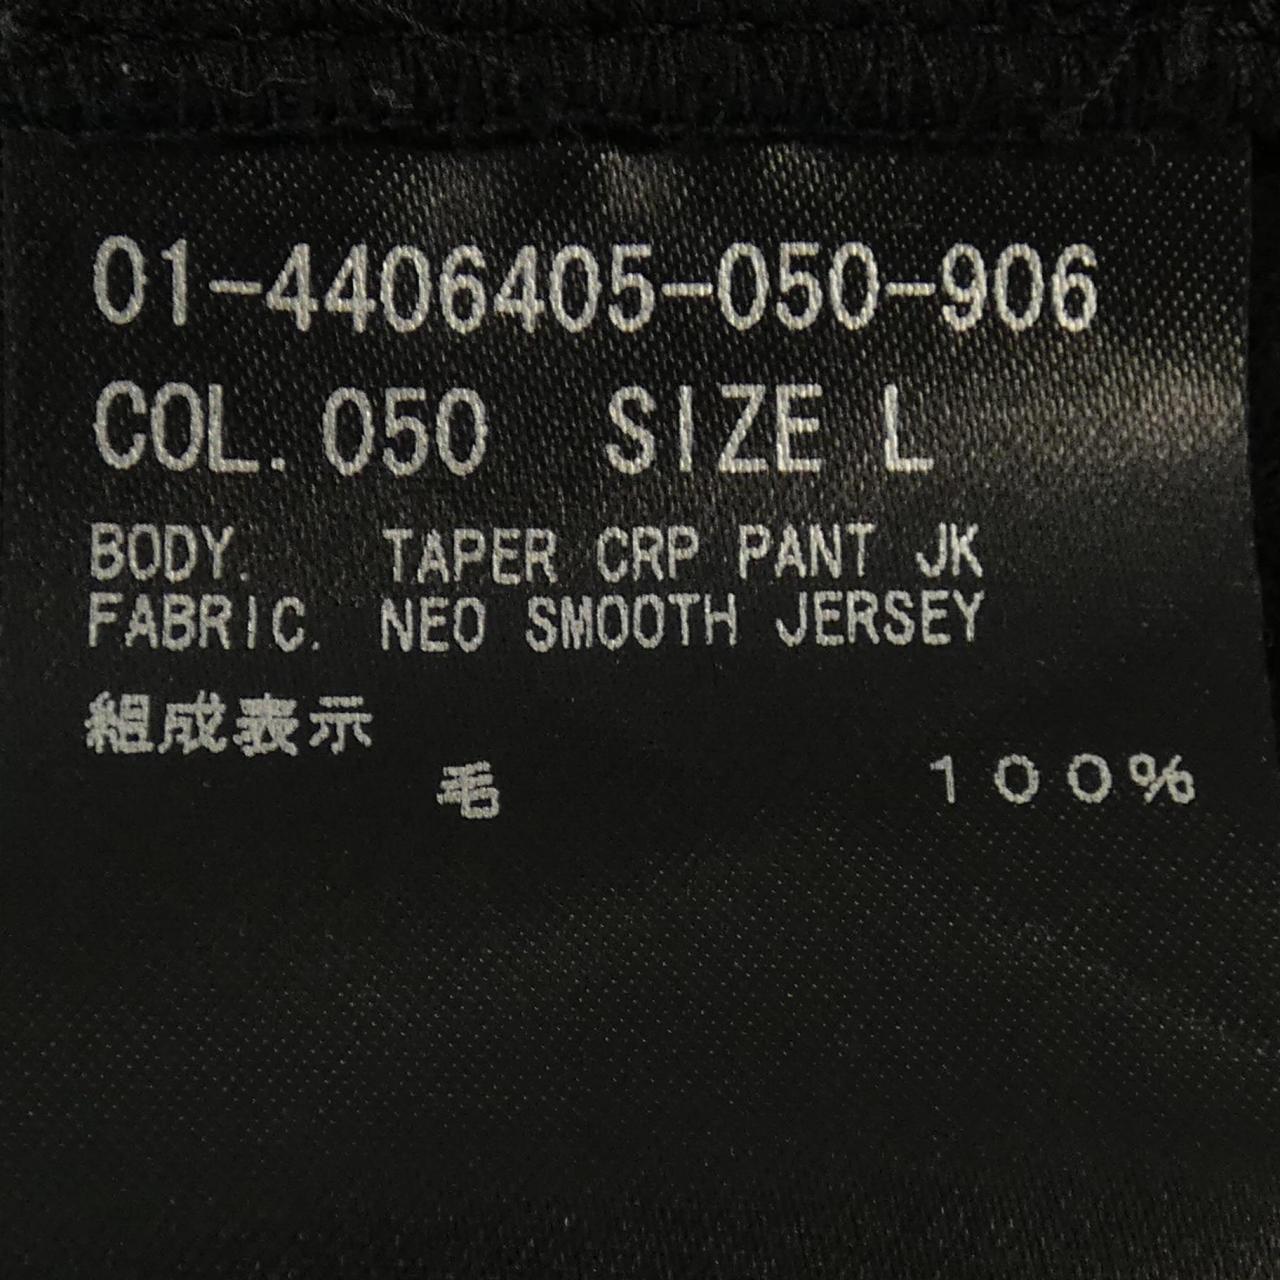 01-4406405-050-906
COL. 050 SIZE L
BODY. TAPER CRP PANT JK
FABRIC. NEO SMOOTH JERSEY
組成表示
毛 100%